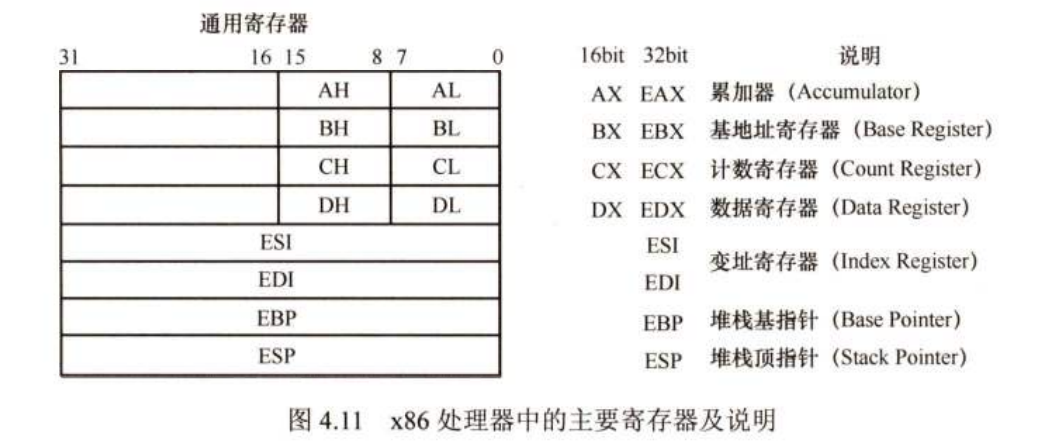 通用寄存器
31 16 15 8 7 0 16bit 32bit 说明
AH AL AX EAX 累加器（Accumulator）
BH BL BX EBX 基地址寄存器（Base Register）
CH CL CX ECX 计数寄存器（Count Register）
DH DL DX EDX 数据寄存器（Data Register）
ESI ESI
变址寄存器（Index Register）
EDI EDI
EBP EBP 堆栈基指针（Base Pointer）
ESP ESP 堆栈顶指针（Stack Pointer）
图 4.11 x86 处理器中的主要寄存器及说明